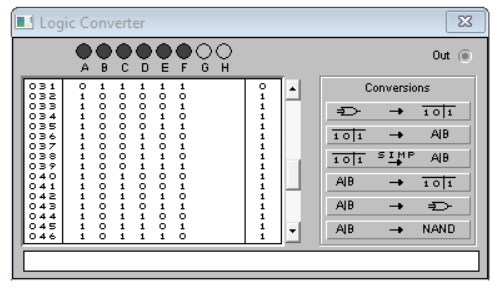 Logic Converter
Out
A B C D E F G H
031 0 1 1 1 1 1 0
032 1 0 0 0 0 0 1
033 1 0 0 0 0 1 1
034 1 0 0 0 1 0 1
035 1 0 0 0 1 1 1
036 1 0 0 1 0 0 1
037 1 0 0 1 0 1 1
038 1 0 0 1 1 0 1
039 1 0 0 1 1 1 1
040 1 0 1 0 0 0 1
041 1 0 1 0 0 1 1
042 1 0 1 0 1 0 1
043 1 0 1 0 1 1 1
044 1 0 1 1 0 0 1
045 1 0 1 1 0 1 1
046 1 0 1 1 1 0 1
Conversions
→ 1 0 1
1 0 1 → A|B
1 0 1 SIMP → A|B
A|B → 1 0 1
A|B →
A|B → NAND